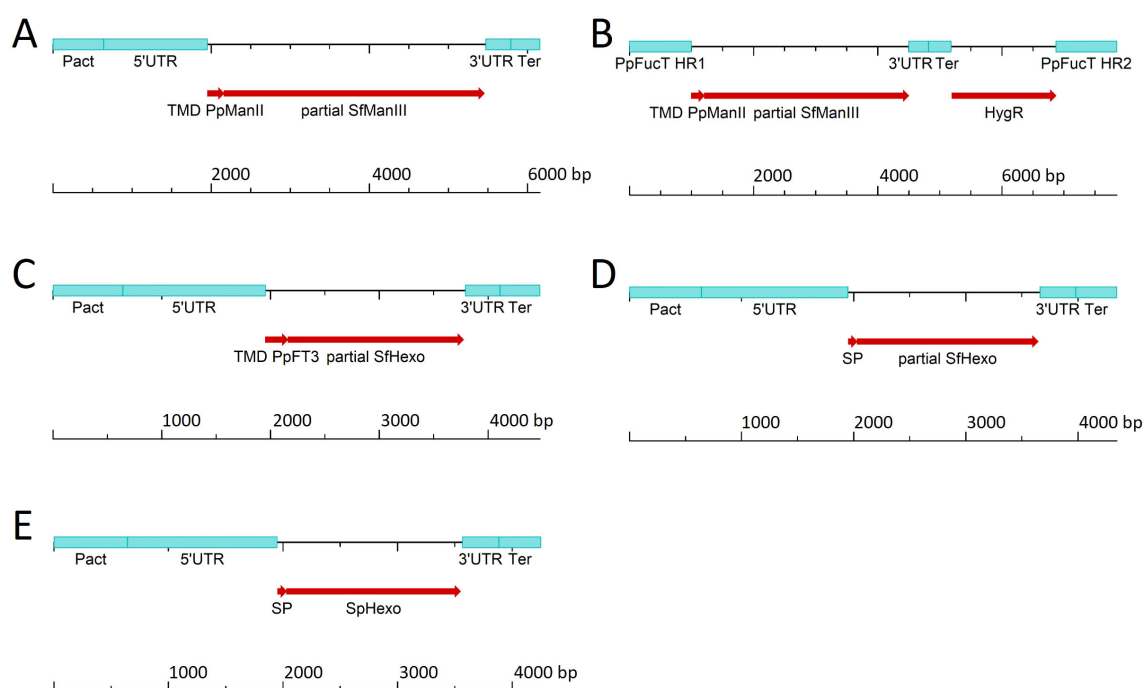 A
Pact 5'UTR 3'UTR Ter
TMD PpManII partial SfManIII
2000 4000 6000 bp
B
PpFucT HR1 3'UTR Ter PpFucT HR2
TMD PpManII partial SfManIII HygR
2000 4000 6000 bp
C
Pact 5'UTR 3'UTR Ter
TMD PpFT3 partial SfHexo
1000 2000 3000 4000 bp
D
Pact 5'UTR 3'UTR Ter
SP partial SfHexo
1000 2000 3000 4000 bp
E
Pact 5'UTR 3'UTR Ter
SP SpHexo
1000 2000 3000 4000 bp